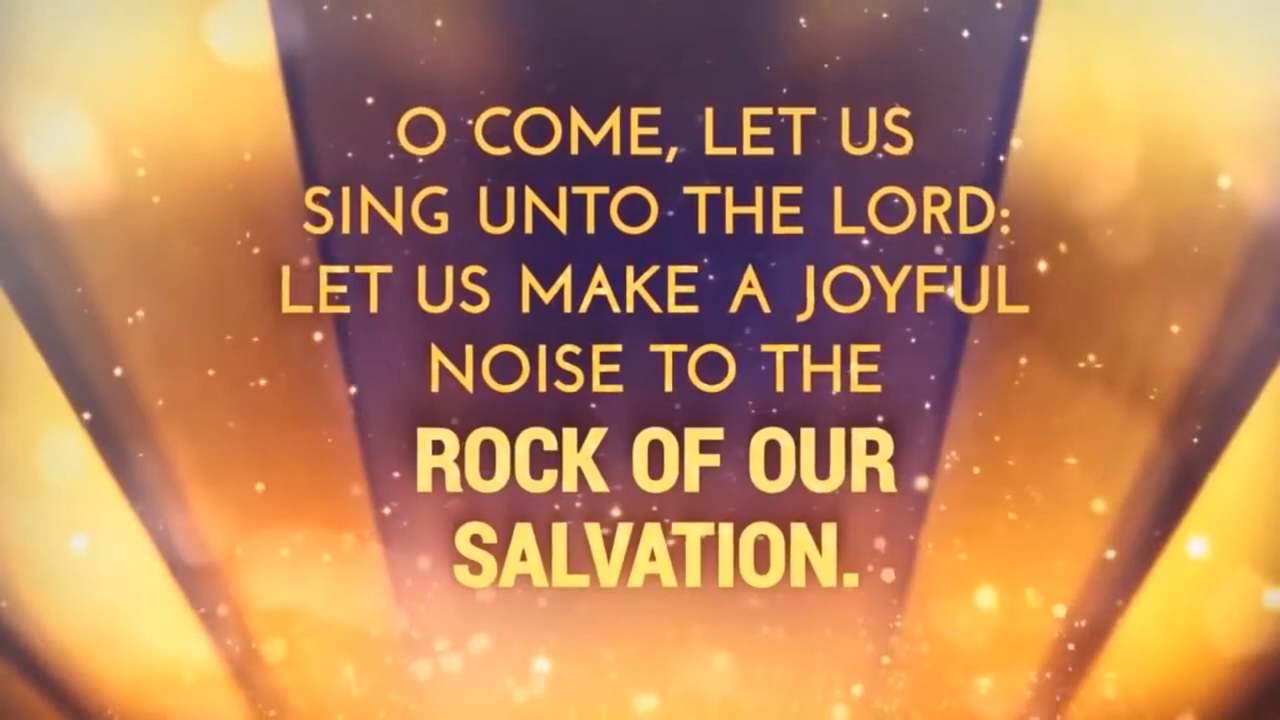 O COME, LET US
SING UNTO THE LORD:
LET US MAKE A JOYFUL
NOISE TO THE
ROCK OF OUR
SALVATION.